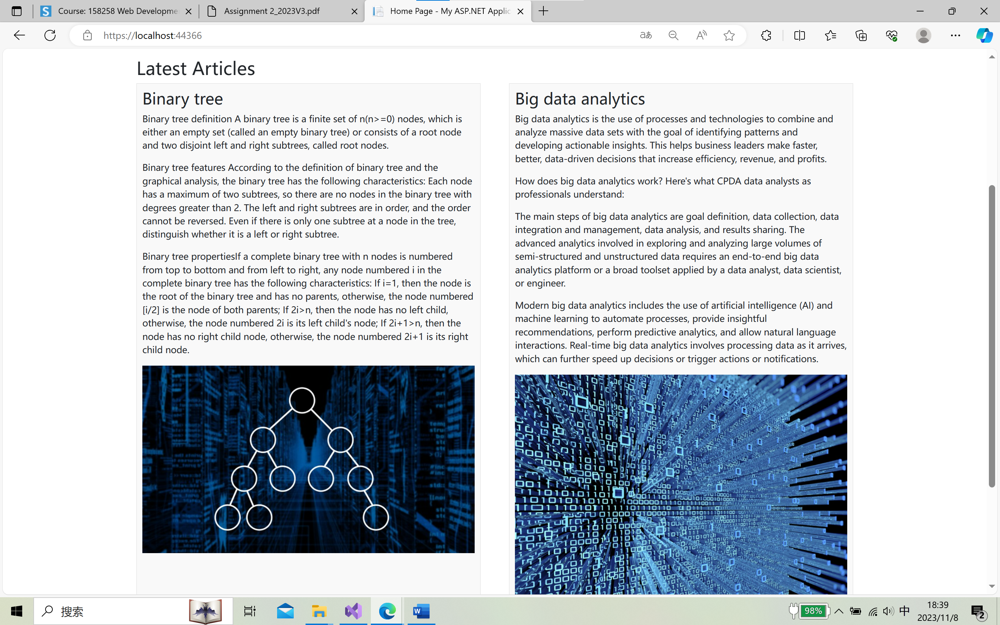 Course: 158258 Web Developme
Assignment 2_2023V3.pdf
Home Page - My ASP.NET Applic
https://localhost:44366
Latest Articles
Binary tree
Binary tree definition A binary tree is a finite set of n(n>=0) nodes, which is
either an empty set (called an empty binary tree) or consists of a root node
and two disjoint left and right subtrees, called root nodes.
Binary tree features According to the definition of binary tree and the
graphical analysis, the binary tree has the following characteristics: Each node
has a maximum of two subtrees, so there are no nodes in the binary tree with
degrees greater than 2. The left and right subtrees are in order, and the order
cannot be reversed. Even if there is only one subtree at a node in the tree,
distinguish whether it is a left or right subtree.
Binary tree propertiesIf a complete binary tree with n nodes is numbered
from top to bottom and from left to right, any node numbered i in the
complete binary tree has the following characteristics: If i=1, then the node is
the root of the binary tree and has no parents, otherwise, the node numbered
[i/2] is the node of both parents; If 2i>n, then the node has no left child,
otherwise, the node numbered 2i is its left child's node; If 2i+1>n, then the
node has no right child node, otherwise, the node numbered 2i+1 is its right
child node.
Big data analytics
Big data analytics is the use of processes and technologies to combine and
analyze massive data sets with the goal of identifying patterns and
developing actionable insights. This helps business leaders make faster,
better, data-driven decisions that increase efficiency, revenue, and profits.
How does big data analytics work? Here's what CPDA data analysts as
professionals understand:
The main steps of big data analytics are goal definition, data collection, data
integration and management, data analysis, and results sharing. The
advanced analytics involved in exploring and analyzing large volumes of
semi-structured and unstructured data requires an end-to-end big data
analytics platform or a broad toolset applied by a data analyst, data scientist,
or engineer.
Modern big data analytics includes the use of artificial intelligence (AI) and
machine learning to automate processes, provide insightful
recommendations, perform predictive analytics, and allow natural language
interactions. Real-time big data analytics involves processing data as it arrives,
which can further speed up decisions or trigger actions or notifications.
搜索
98%
中
18:39
2023/11/8
2